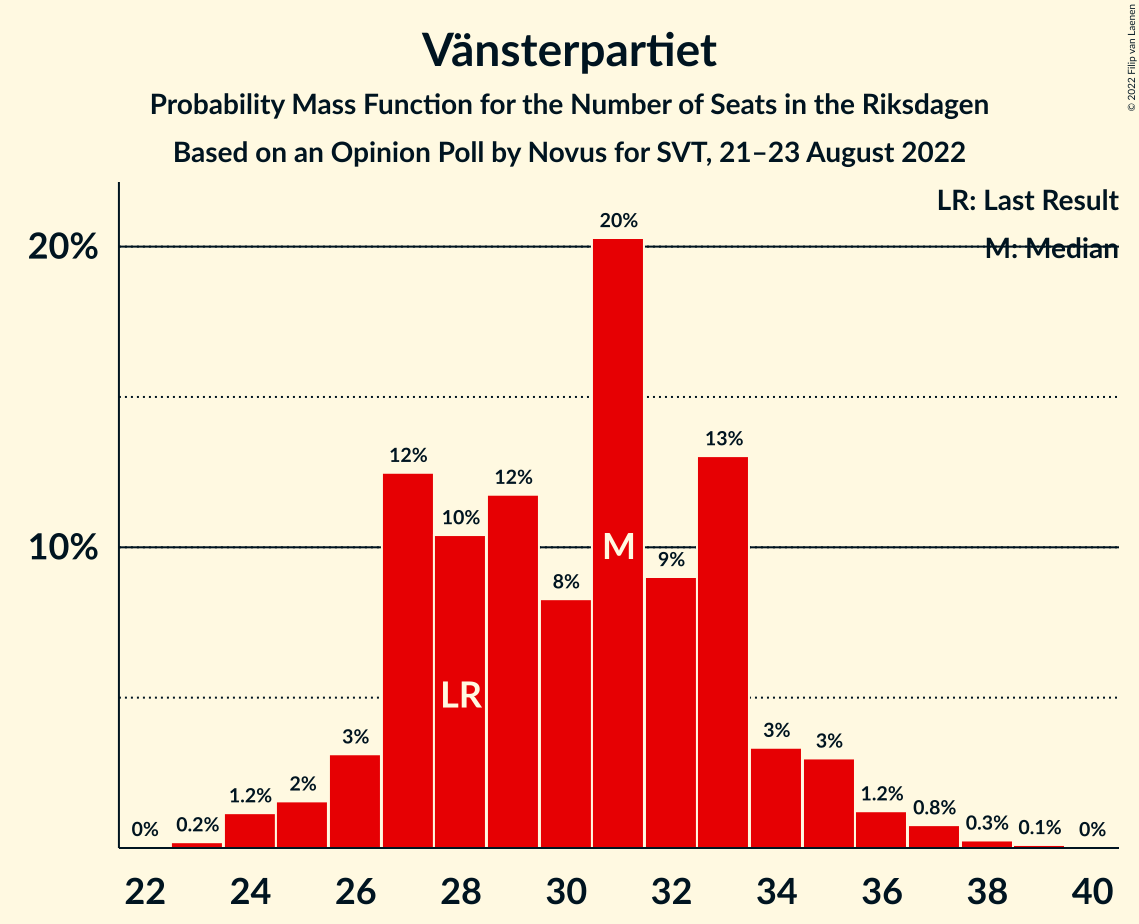 Vänsterpartiet
Probability Mass Function for the Number of Seats in the Riksdagen
Based on an Opinion Poll by Novus for SVT, 21–23 August 2022
© 2022 Filip van Laenen
LR: Last Result
M: Median
20%
10%
0%
0.2%
1.2%
2%
3%
12%
10%
12%
8%
20%
9%
13%
3%
3%
1.2%
0.8%
0.3%
0.1%
0%
LR
M
22 24 26 28 30 32 34 36 38 40